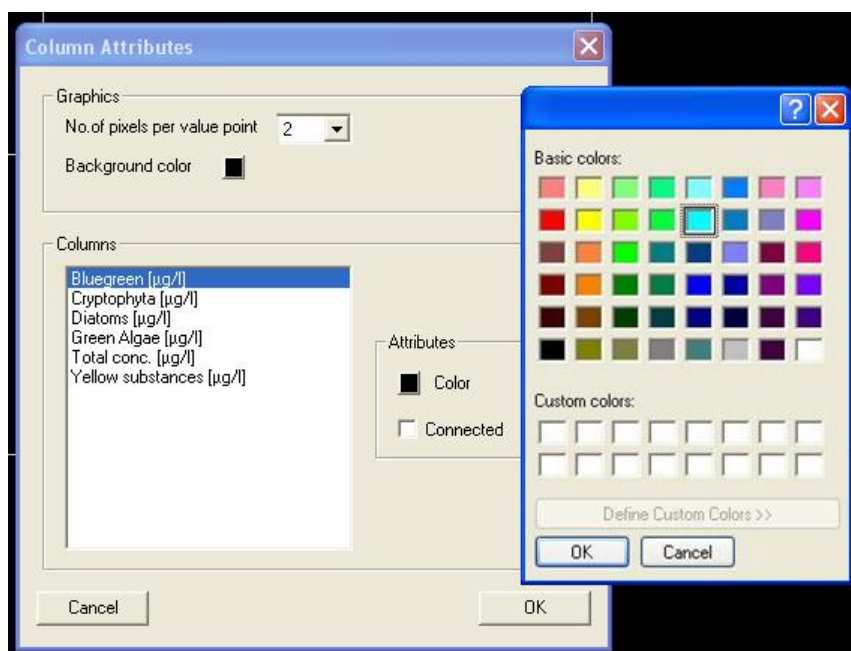 Column Attributes
Graphics
No.of pixels per value point 2
Background color
Columns
Bluegreen [µg/l]
Cryptophyta [µg/l]
Diatoms [µg/l]
Green Algae [µg/l]
Total conc. [µg/l]
Yellow substances [µg/l]
Attributes
Color
Connected
Cancel
OK
?
Basic colors:
Custom colors:
Define Custom Colors >>
OK Cancel